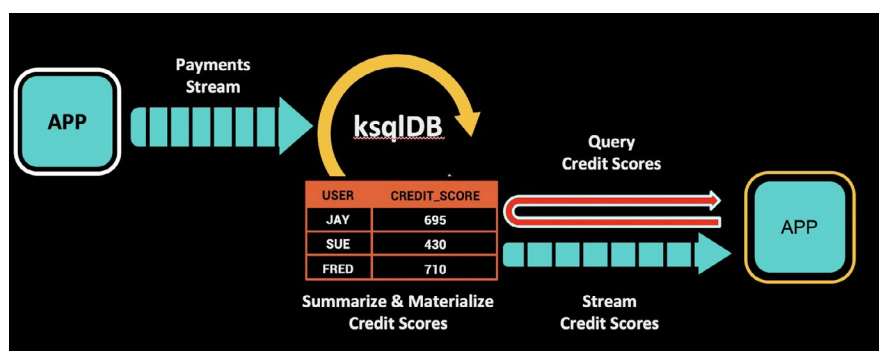 APP
Payments
Stream
ksqlDB
USER CREDIT_SCORE
JAY 695
SUE 430
FRED 710
Summarize & Materialize
Credit Scores
Query
Credit Scores
Stream
Credit Scores
APP